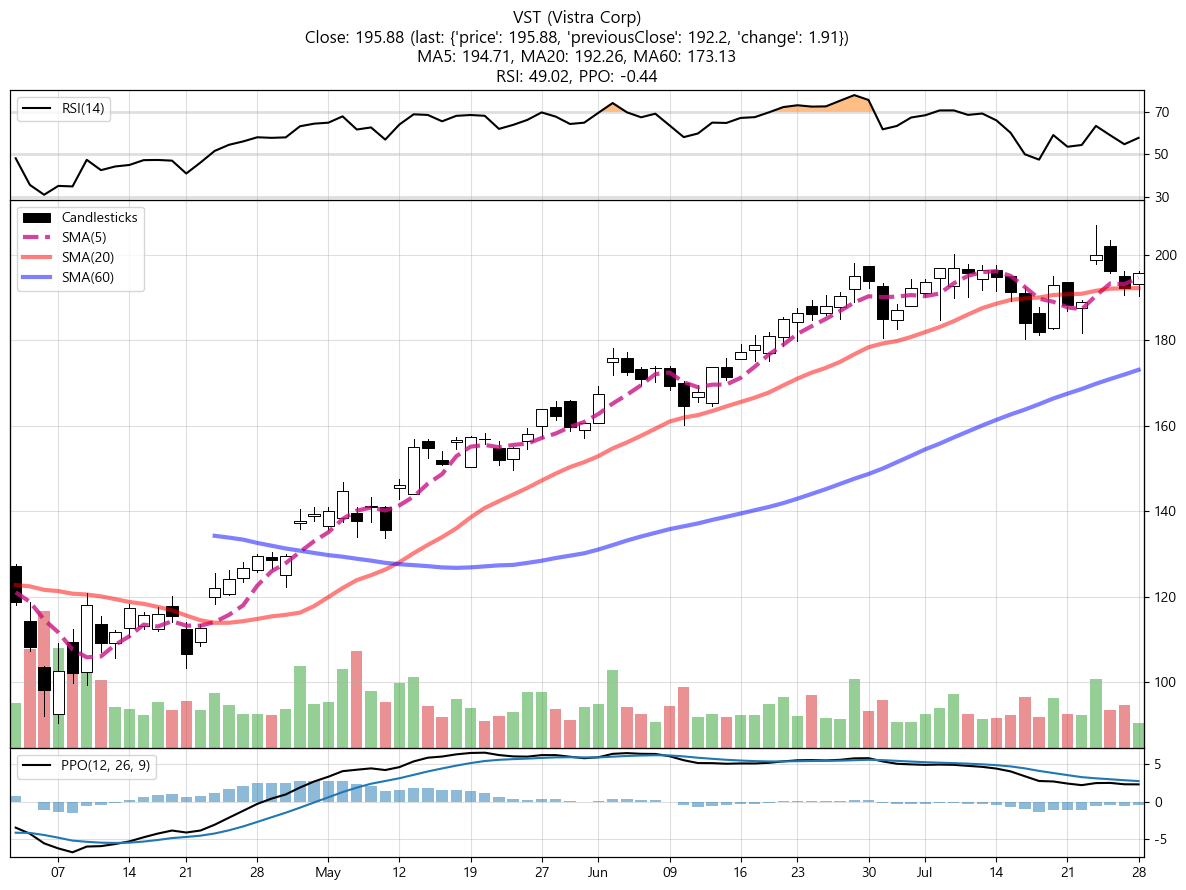 VST (Vistra Corp)
Close: 195.88 (last: {'price': 195.88, 'previousClose': 192.2, 'change': 1.91})
MA5: 194.71, MA20: 192.26, MA60: 173.13
RSI: 49.02, PPO: -0.44
RSI(14)
70
50
30
Candlesticks
SMA(5)
SMA(20)
SMA(60)
200
180
160
140
120
100
PPO(12, 26, 9)
5
0
-5
07 14 21 28 May 12 19 27 Jun 09 16 23 30 Jul 14 21 28